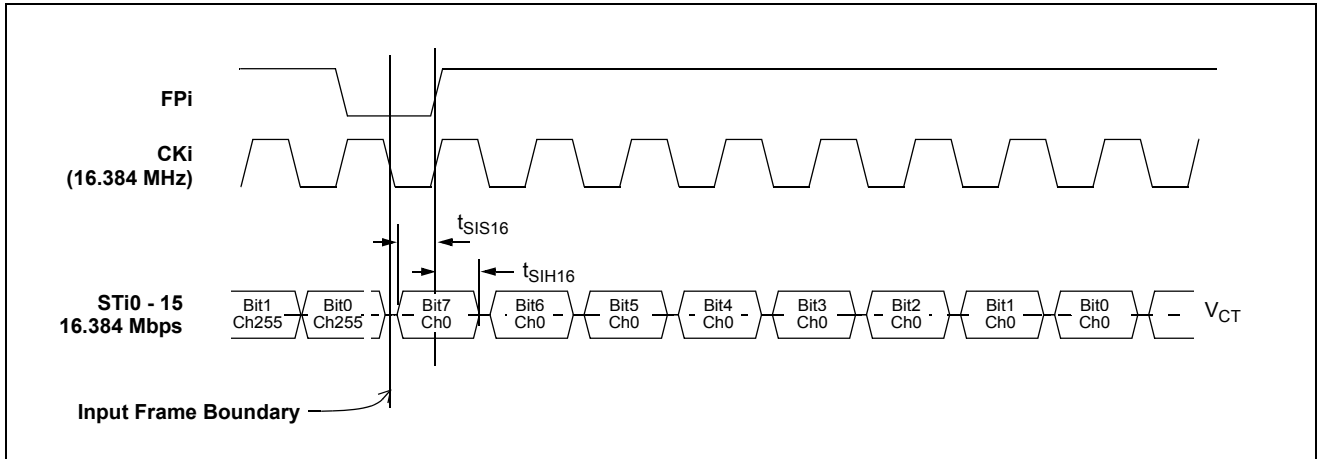 FPi
CKi
(16.384 MHz)
tSIS16
tSIH16
STi0 - 15
16.384 Mbps
Bit1
Ch255
Bit0
Ch255
Bit7
Ch0
Bit6
Ch0
Bit5
Ch0
Bit4
Ch0
Bit3
Ch0
Bit2
Ch0
Bit1
Ch0
Bit0
Ch0
VCT
Input Frame Boundary